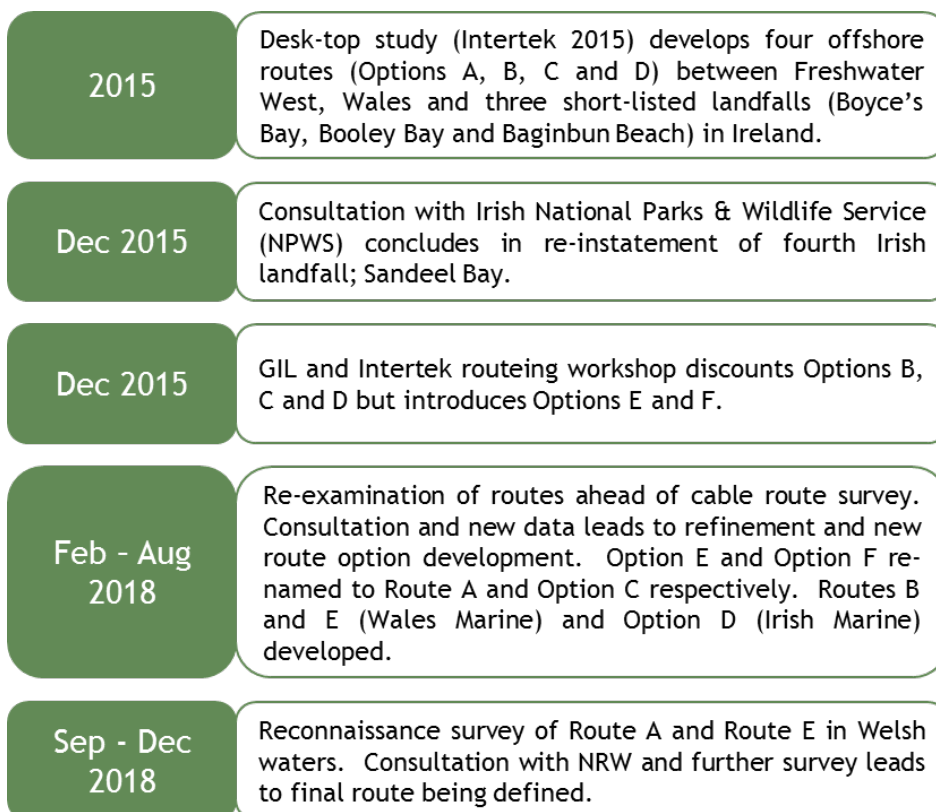 2015
Desk-top study (Intertek 2015) develops four offshore
routes (Options A, B, C and D) between Freshwater
West, Wales and three short-listed landfalls (Boyce's
Bay, Booley Bay and Baginbun Beach) in Ireland.
Dec 2015
Consultation with Irish National Parks & Wildlife Service
(NPWS) concludes in re-instatement of fourth Irish
landfall; Sandeel Bay.
Dec 2015
GIL and Intertek routeing workshop discounts Options B,
C and D but introduces Options E and F.
Feb – Aug
2018
Re-examination of routes ahead of cable route survey.
Consultation and new data leads to refinement and new
route option development. Option E and Option F re-
named to Route A and Option C respectively. Routes B
and E (Wales Marine) and Option D (Irish Marine)
developed.
Sep - Dec
2018
Reconnaissance survey of Route A and Route E in Welsh
waters. Consultation with NRW and further survey leads
to final route being defined.